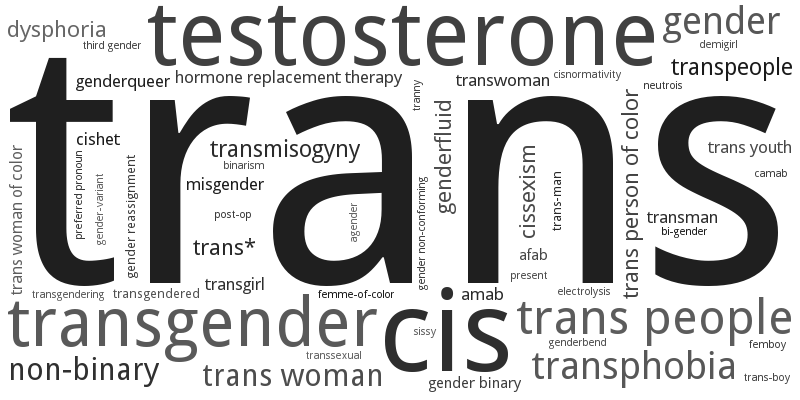 dysphoria
testosterone
gender
third gender
demigirl
genderqueer
hormone replacement therapy
transwoman
cisnormativity
transpeople
trans
tranny
neutrois
cishet
transmisogyny
genderfluid
trans person of color
trans youth
binarism
misgender
cissexism
trans-man
camab
trans woman of color
preferred pronoun
gender-variant
gender reassignment
post-op
agender
gender non-conforming
transman
bi-gender
trans*
afab
present
transgirl
transgendering
transgendered
femme-of-color
amab
electrolysis
transgender
cis
sissy
trans people
genderbend
femboy
transsexual
non-binary
trans woman
gender binary
transphobia
trans-boy